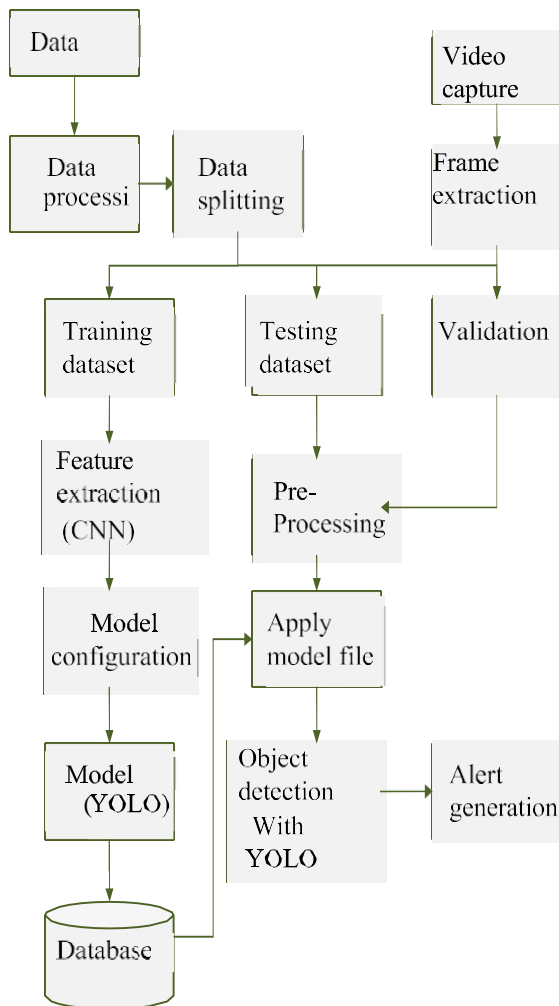 Data
Video
capture
Data
processi
Data
splitting
Frame
extraction
Training
dataset
Testing
dataset
Validation
Feature
extraction
(CNN)
Pre-
Processing
Model
configuration
Apply
model file
Model
(YOLO)
Object
detection
With
YOLO
Alert
generation
Database